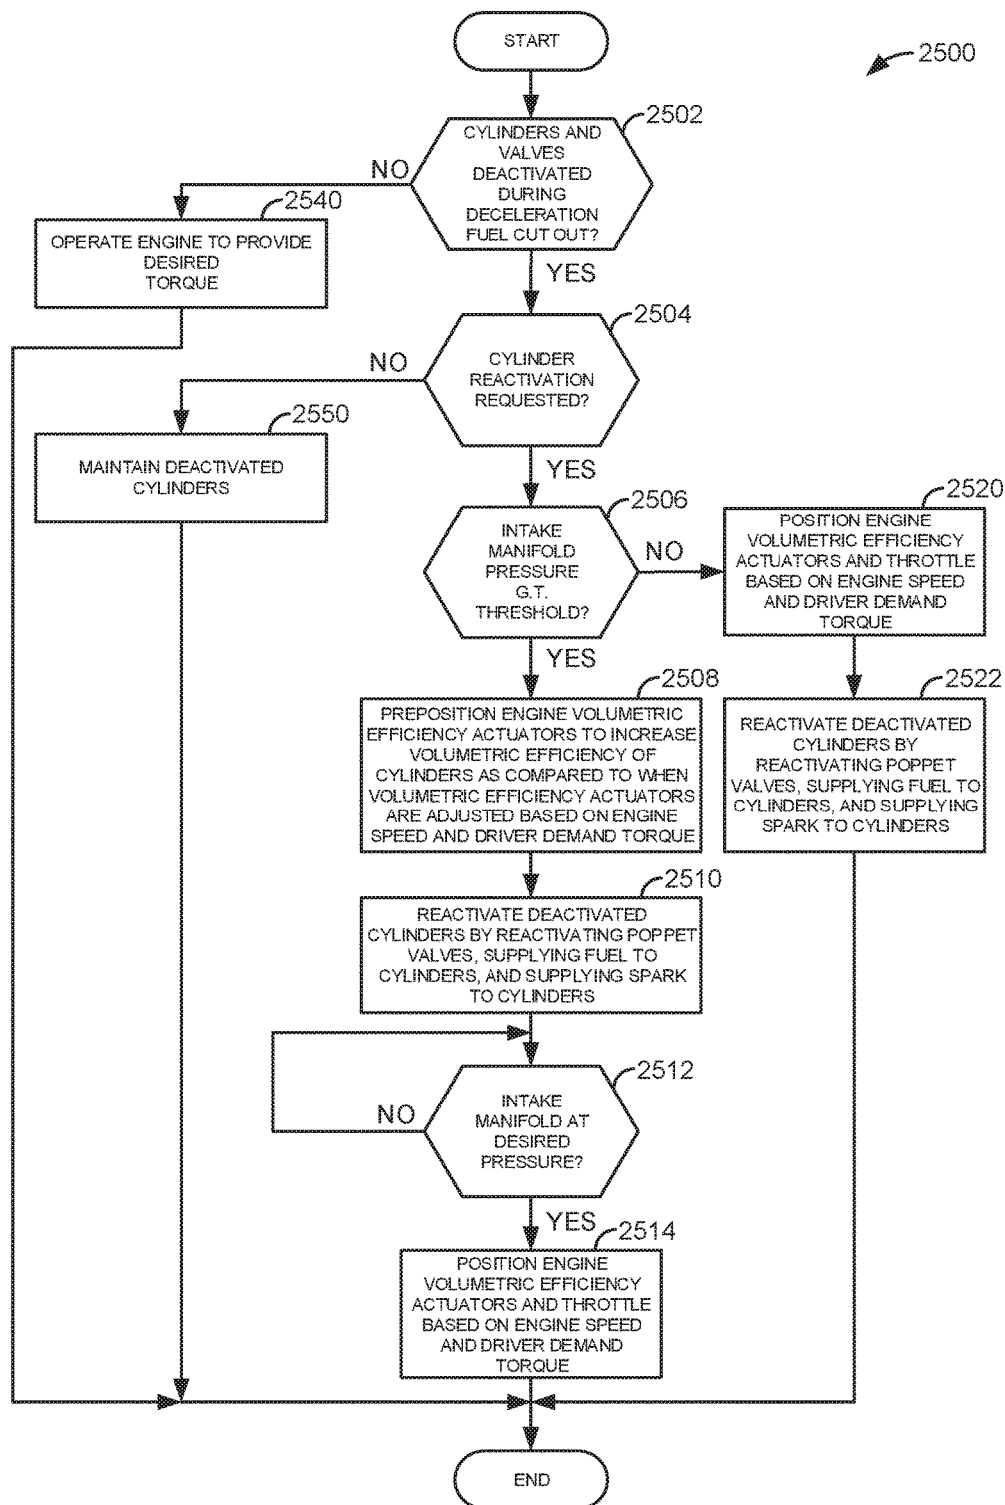 START
2500
2502
CYLINDERS AND
VALVES
DEACTIVATED
DURING
DECELERATION
FUEL CUT OUT?
NO
2540
OPERATE ENGINE TO PROVIDE
DESIRED
TORQUE
YES
2504
CYLINDER
REACTIVATION
REQUESTED?
NO
2550
MAINTAIN DEACTIVATED
CYLINDERS
YES
2506
INTAKE
MANIFOLD
PRESSURE
G.T.
THRESHOLD?
NO
2520
POSITION ENGINE
VOLUMETRIC EFFICIENCY
ACTUATORS AND THROTTLE
BASED ON ENGINE SPEED
AND DRIVER DEMAND
TORQUE
YES
2508
PREPOSITION ENGINE VOLUMETRIC
EFFICIENCY ACTUATORS TO INCREASE
VOLUMETRIC EFFICIENCY OF
CYLINDERS AS COMPARED TO WHEN
VOLUMETRIC EFFICIENCY ACTUATORS
ARE ADJUSTED BASED ON ENGINE
SPEED AND DRIVER DEMAND TORQUE
2522
REACTIVATE DEACTIVATED
CYLINDERS BY
REACTIVATING POPPET
VALVES, SUPPLYING FUEL TO
CYLINDERS, AND SUPPLYING
SPARK TO CYLINDERS
2510
REACTIVATE DEACTIVATED
CYLINDERS BY REACTIVATING POPPET
VALVES, SUPPLYING FUEL TO
CYLINDERS, AND SUPPLYING SPARK
TO CYLINDERS
2512
INTAKE
MANIFOLD AT
DESIRED
PRESSURE?
NO
YES
2514
POSITION ENGINE
VOLUMETRIC EFFICIENCY
ACTUATORS AND THROTTLE
BASED ON ENGINE SPEED
AND DRIVER DEMAND
TORQUE
END